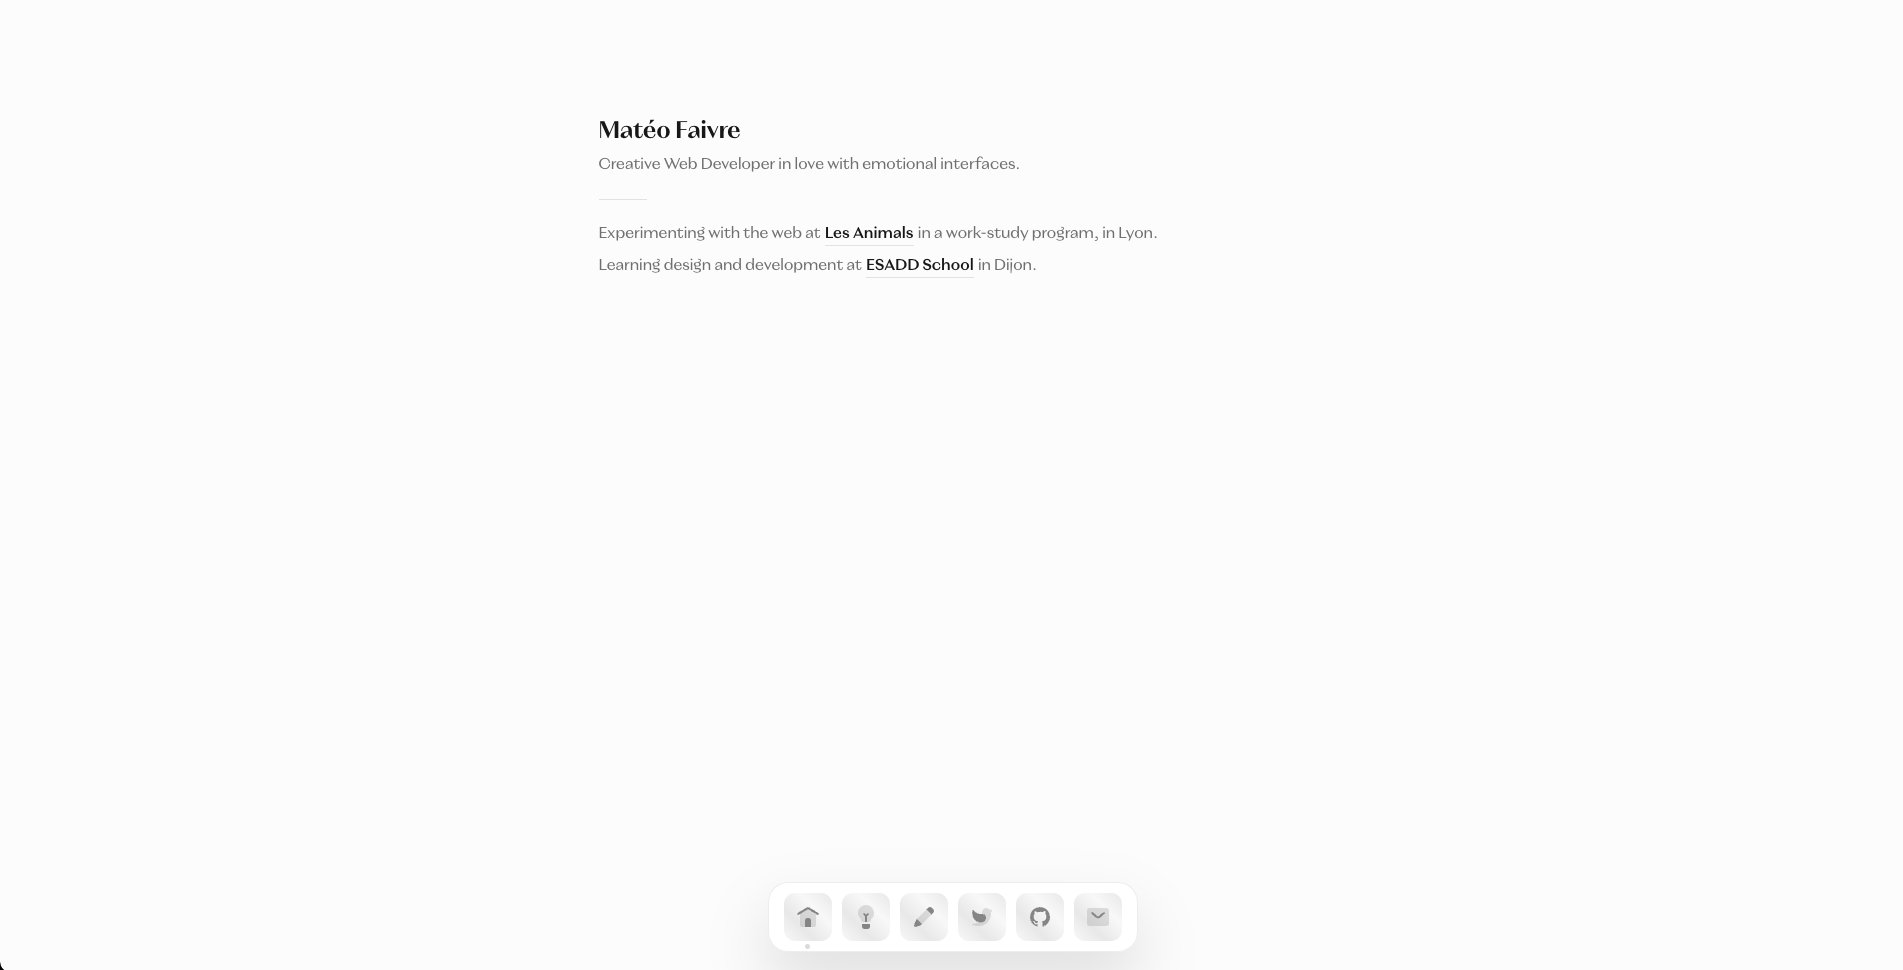 Matéo Faivre
Creative Web Developer in love with emotional interfaces.
Experimenting with the web at Les Animals in a work-study program, in Lyon.
Learning design and development at ESADD School in Dijon.